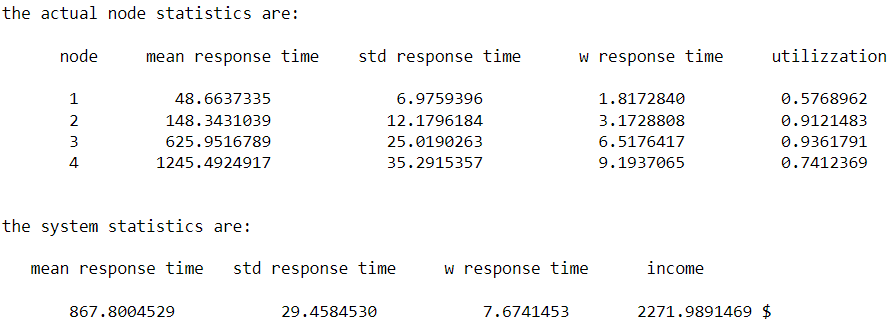 the actual node statistics are:
node mean response time std response time w response time utilizzation
1 48.6637335 6.9759396 1.8172840 0.5768962
2 148.3431039 12.1796184 3.1728808 0.9121483
3 625.9516789 25.0190263 6.5176417 0.9361791
4 1245.4924917 35.2915357 9.1937065 0.7412369
the system statistics are:
mean response time std response time w response time income
867.8004529 29.4584530 7.6741453 2271.9891469 $